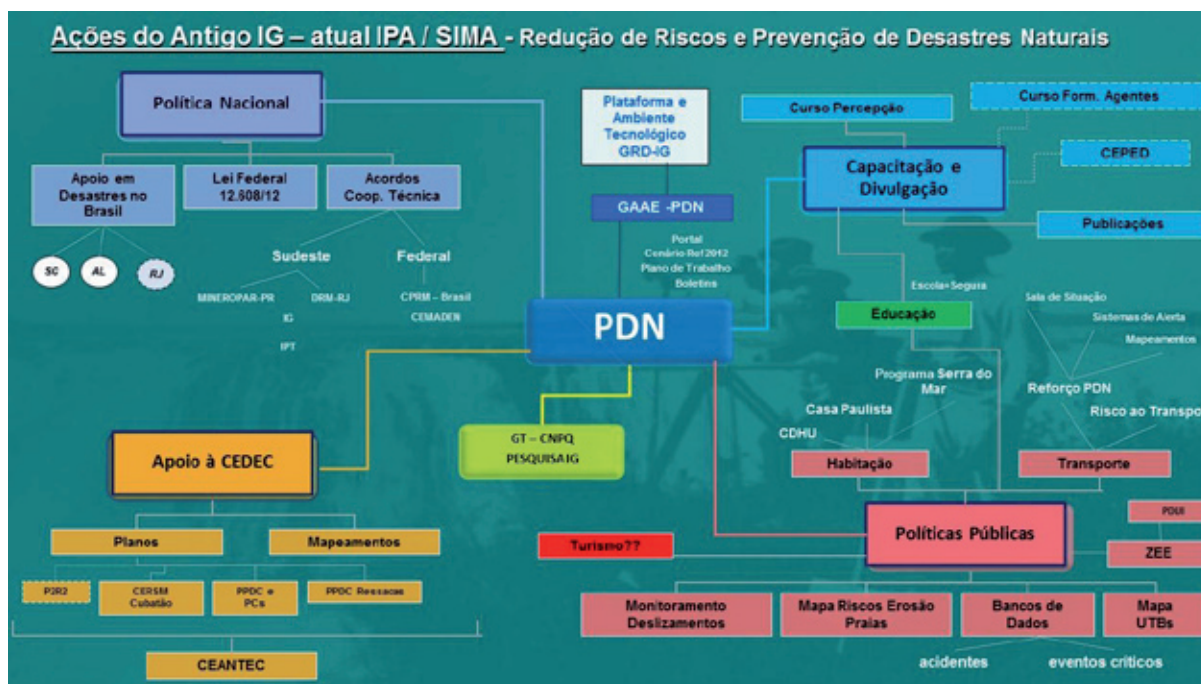 Ações do Antigo IG – atual IPA / SIMA - Redução de Riscos e Prevenção de Desastres Naturais
Política Nacional
Apoio em
Desastres no
Brasil
Lei Federal
12.608/12
Acordos
Coop. Técnica
SC
AL
RJ
Sudeste
Federal
MINEROPAR-PR
DRM-RJ
IG
IPT
CPRM – Brasil
CEMADEN
Plataforma e
Ambiente
Tecnológico
GRD-IG
GAAE -PDN
Portal
Cenário Ref 2012
Plano de Trabalho
Boletins
Curso Percepção
Curso Form. Agentes
Capacitação e
Divulgação
CEPED
Publicações
PDN
Escola+Segura
Educação
Sala de Situação
Sistemas de Alerta
Mapeamentos
Programa Serra do
Mar
Reforço PDN
Casa Paulista
Risco ao Transpo
CDHU
Habitação
Transporte
GT – CNPQ
PESQUISA IG
Apoio à CEDEC
Planos
Mapeamentos
P2R2
CERSM
Cubatão
PPDC e
PCs
PPDC Ressacas
CEANTEC
Políticas Públicas
Turismo??
PDUI
ZEE
Monitoramento
Deslizamentos
Mapa Riscos Erosão
Praias
Bancos de
Dados
Mapa
UTBs
acidentes
eventos críticos